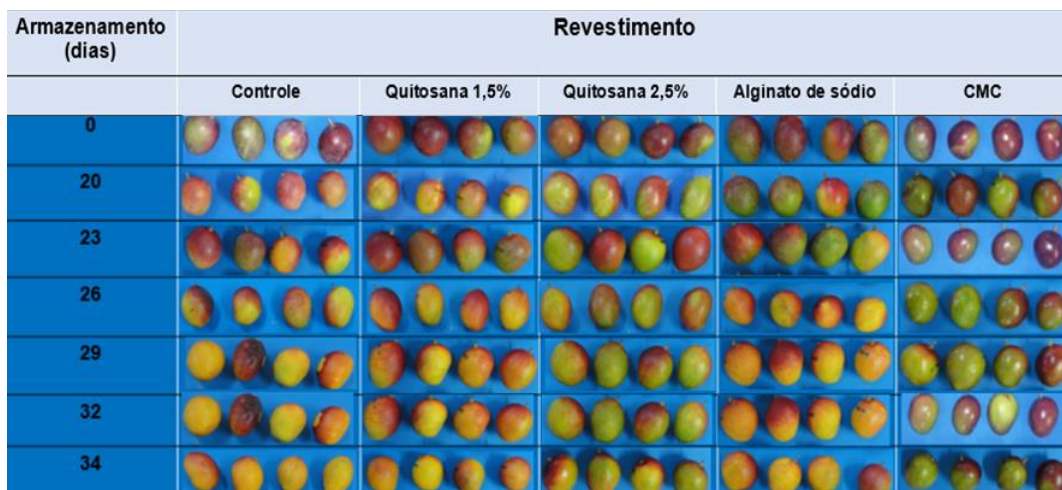 Armazenamento
(dias)
Revestimento
Controle
Quitosana 1,5%
Quitosana 2,5%
Alginato de sódio
CMC
0
20
23
26
29
32
34